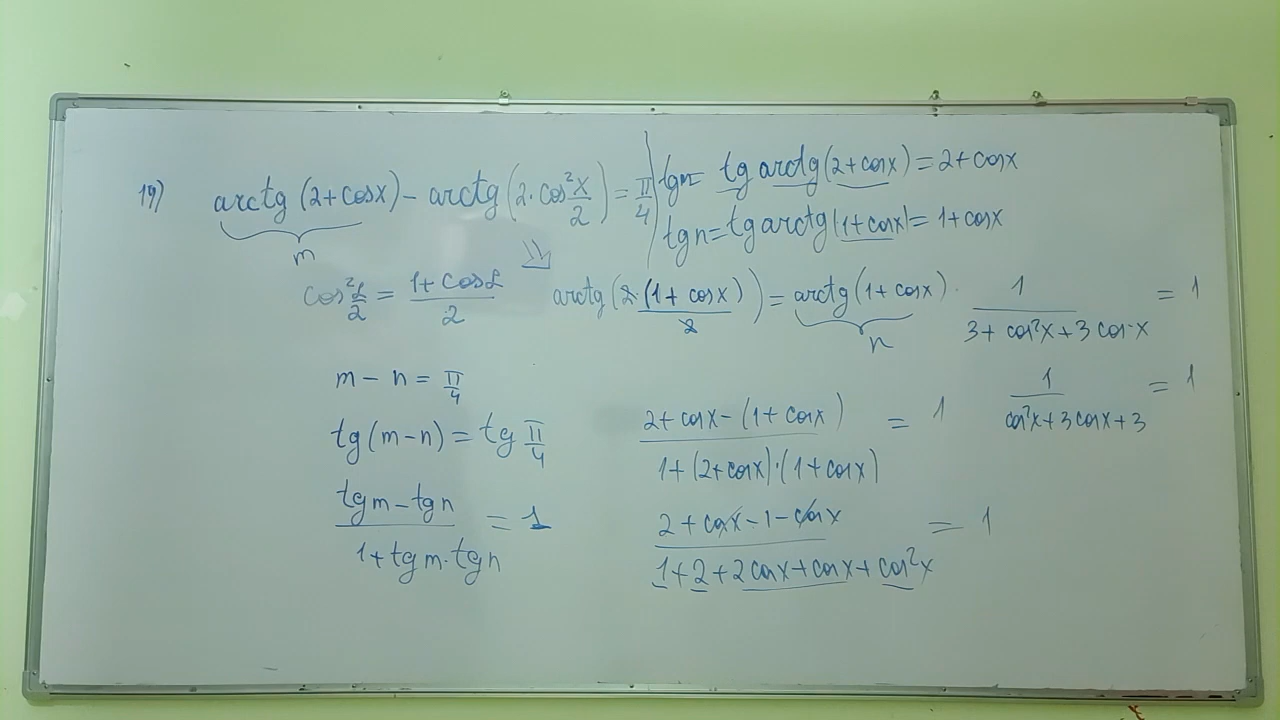 19) arctg (2+cosx) - arctg (2·cos²x/2) = π/4
m
cos²α/2 = (1+cosα)/2
m - n = π/4
tg(m-n) = tg π/4
(tgm-tgn)/(1+tgm·tgn) = 1
tgm= tg arctg(2+cosx) = 2+cosx
tgn = tg arctg(1+cosx) = 1+cosx
arctg (2·(1+cosx)/2) = arctg (1+cosx)
n
(2+cosx-(1+cosx))/(1+(2+cosx)·(1+cosx)) = 1
(2+cosx-1-cosx)/(1+2+2cosx+cosx+cos²x) = 1
1/(3+cos²x+3cosx) = 1
1/(cos²x+3cosx+3) = 1